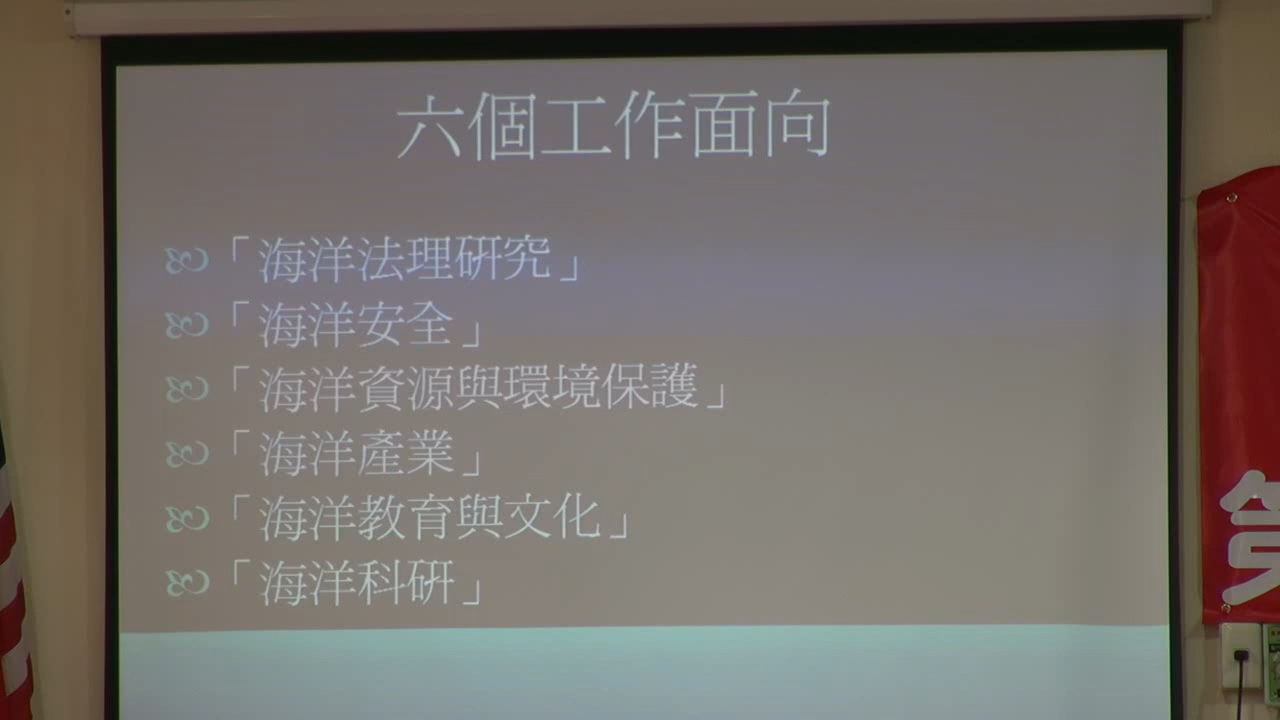 六個工作面向
「海洋法理研究」
「海洋安全」
「海洋資源與環境保護」
「海洋產業」
「海洋教育與文化」
「海洋科研」
第